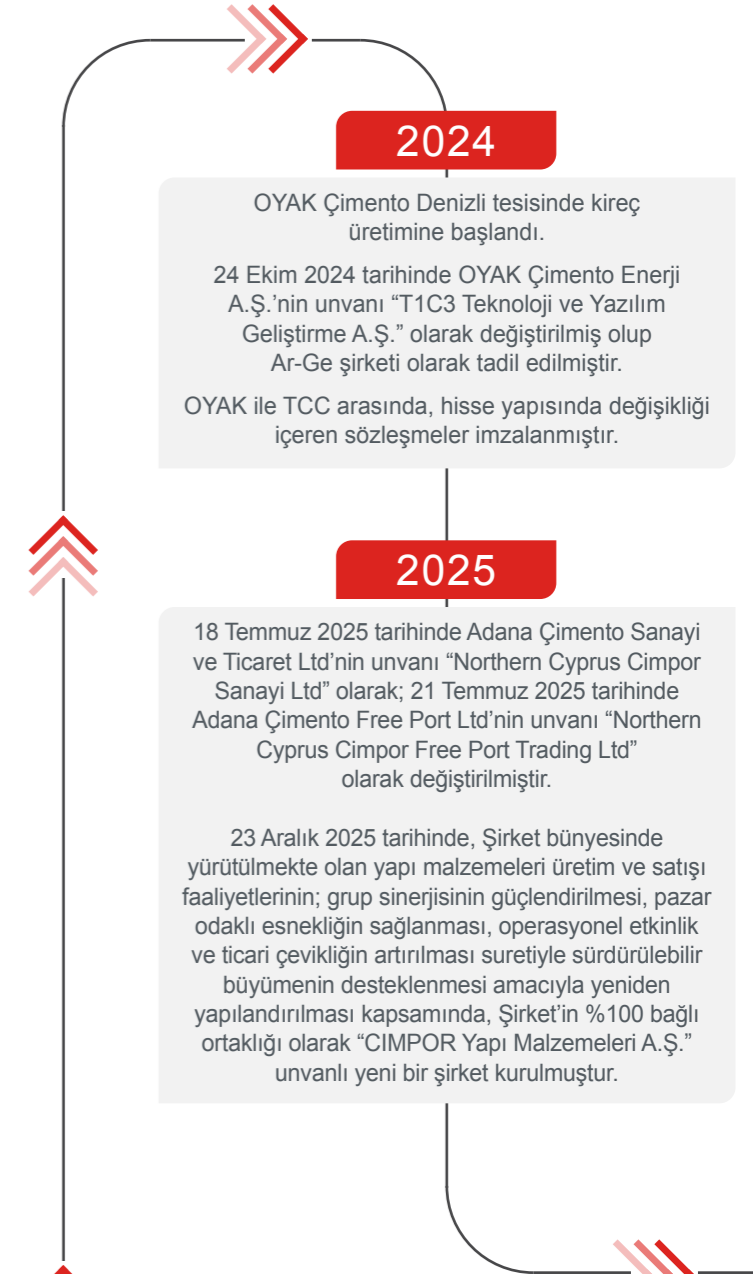 2024
OYAK Çimento Denizli tesisinde kireç
üretimine başlandı.
24 Ekim 2024 tarihinde OYAK Çimento Enerji
A.Ş.’nin unvanı “T1C3 Teknoloji ve Yazılım
Geliştirme A.Ş.” olarak değiştirilmiş olup
Ar-Ge şirketi olarak tadil edilmiştir.
OYAK ile TCC arasında, hisse yapısında değişikliği
içeren sözleşmeler imzalanmıştır.
2025
18 Temmuz 2025 tarihinde Adana Çimento Sanayi
ve Ticaret Ltd’nin unvanı “Northern Cyprus Cimpor
Sanayi Ltd” olarak; 21 Temmuz 2025 tarihinde
Adana Çimento Free Port Ltd’nin unvanı “Northern
Cyprus Cimpor Free Port Trading Ltd”
olarak değiştirilmiştir.
23 Aralık 2025 tarihinde, Şirket bünyesinde
yürütülmekte olan yapı malzemeleri üretim ve satışı
faaliyetlerinin; grup sinerjisinin güçlendirilmesi, pazar
odaklı esnekliğin sağlanması, operasyonel etkinlik
ve ticari çevikliğin artırılması suretiyle sürdürülebilir
büyümenin desteklenmesi amacıyla yeniden
yapılandırılması kapsamında, Şirket’in %100 bağlı
ortaklığı olarak “CIMPOR Yapı Malzemeleri A.Ş.”
unvanlı yeni bir şirket kurulmuştur.